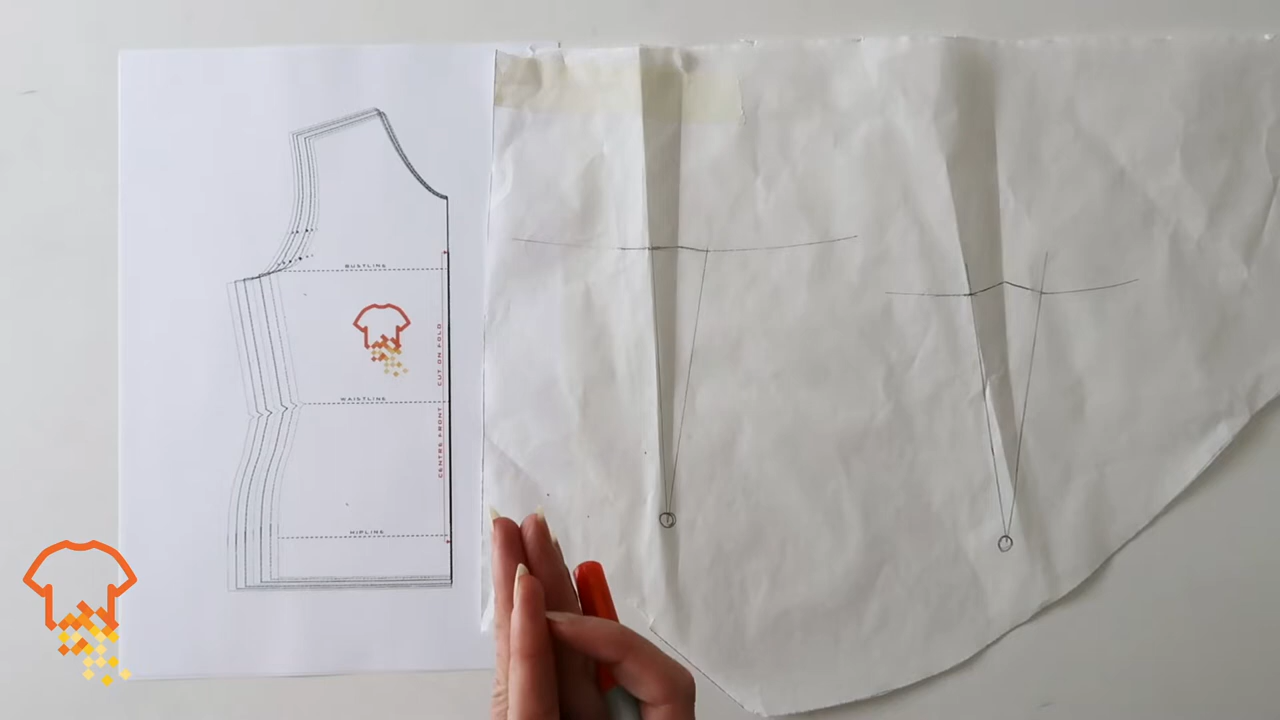 BUSTLINE
CUT ON FOLD
WAISTLINE
CENTRE FRONT
HIPLINE